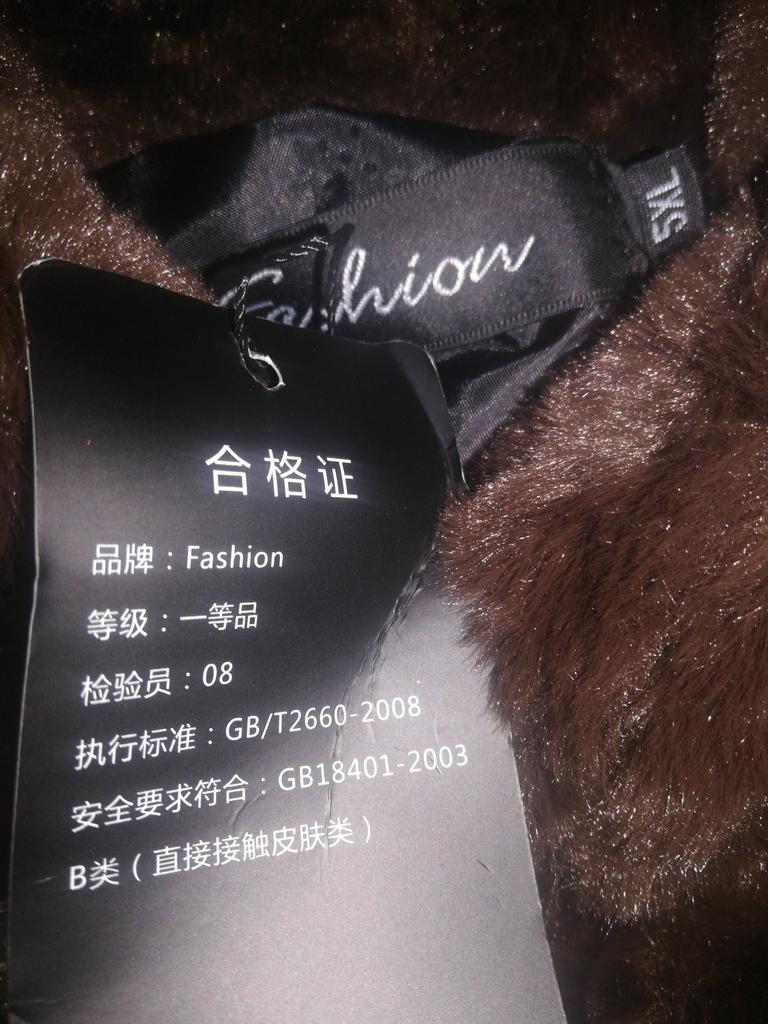 Fashion
5XL
合格证
品牌：Fashion
等级：一等品
检验员：08
执行标准：GB/T2660-2008
安全要求符合：GB18401-2003
B类（直接接触皮肤类）